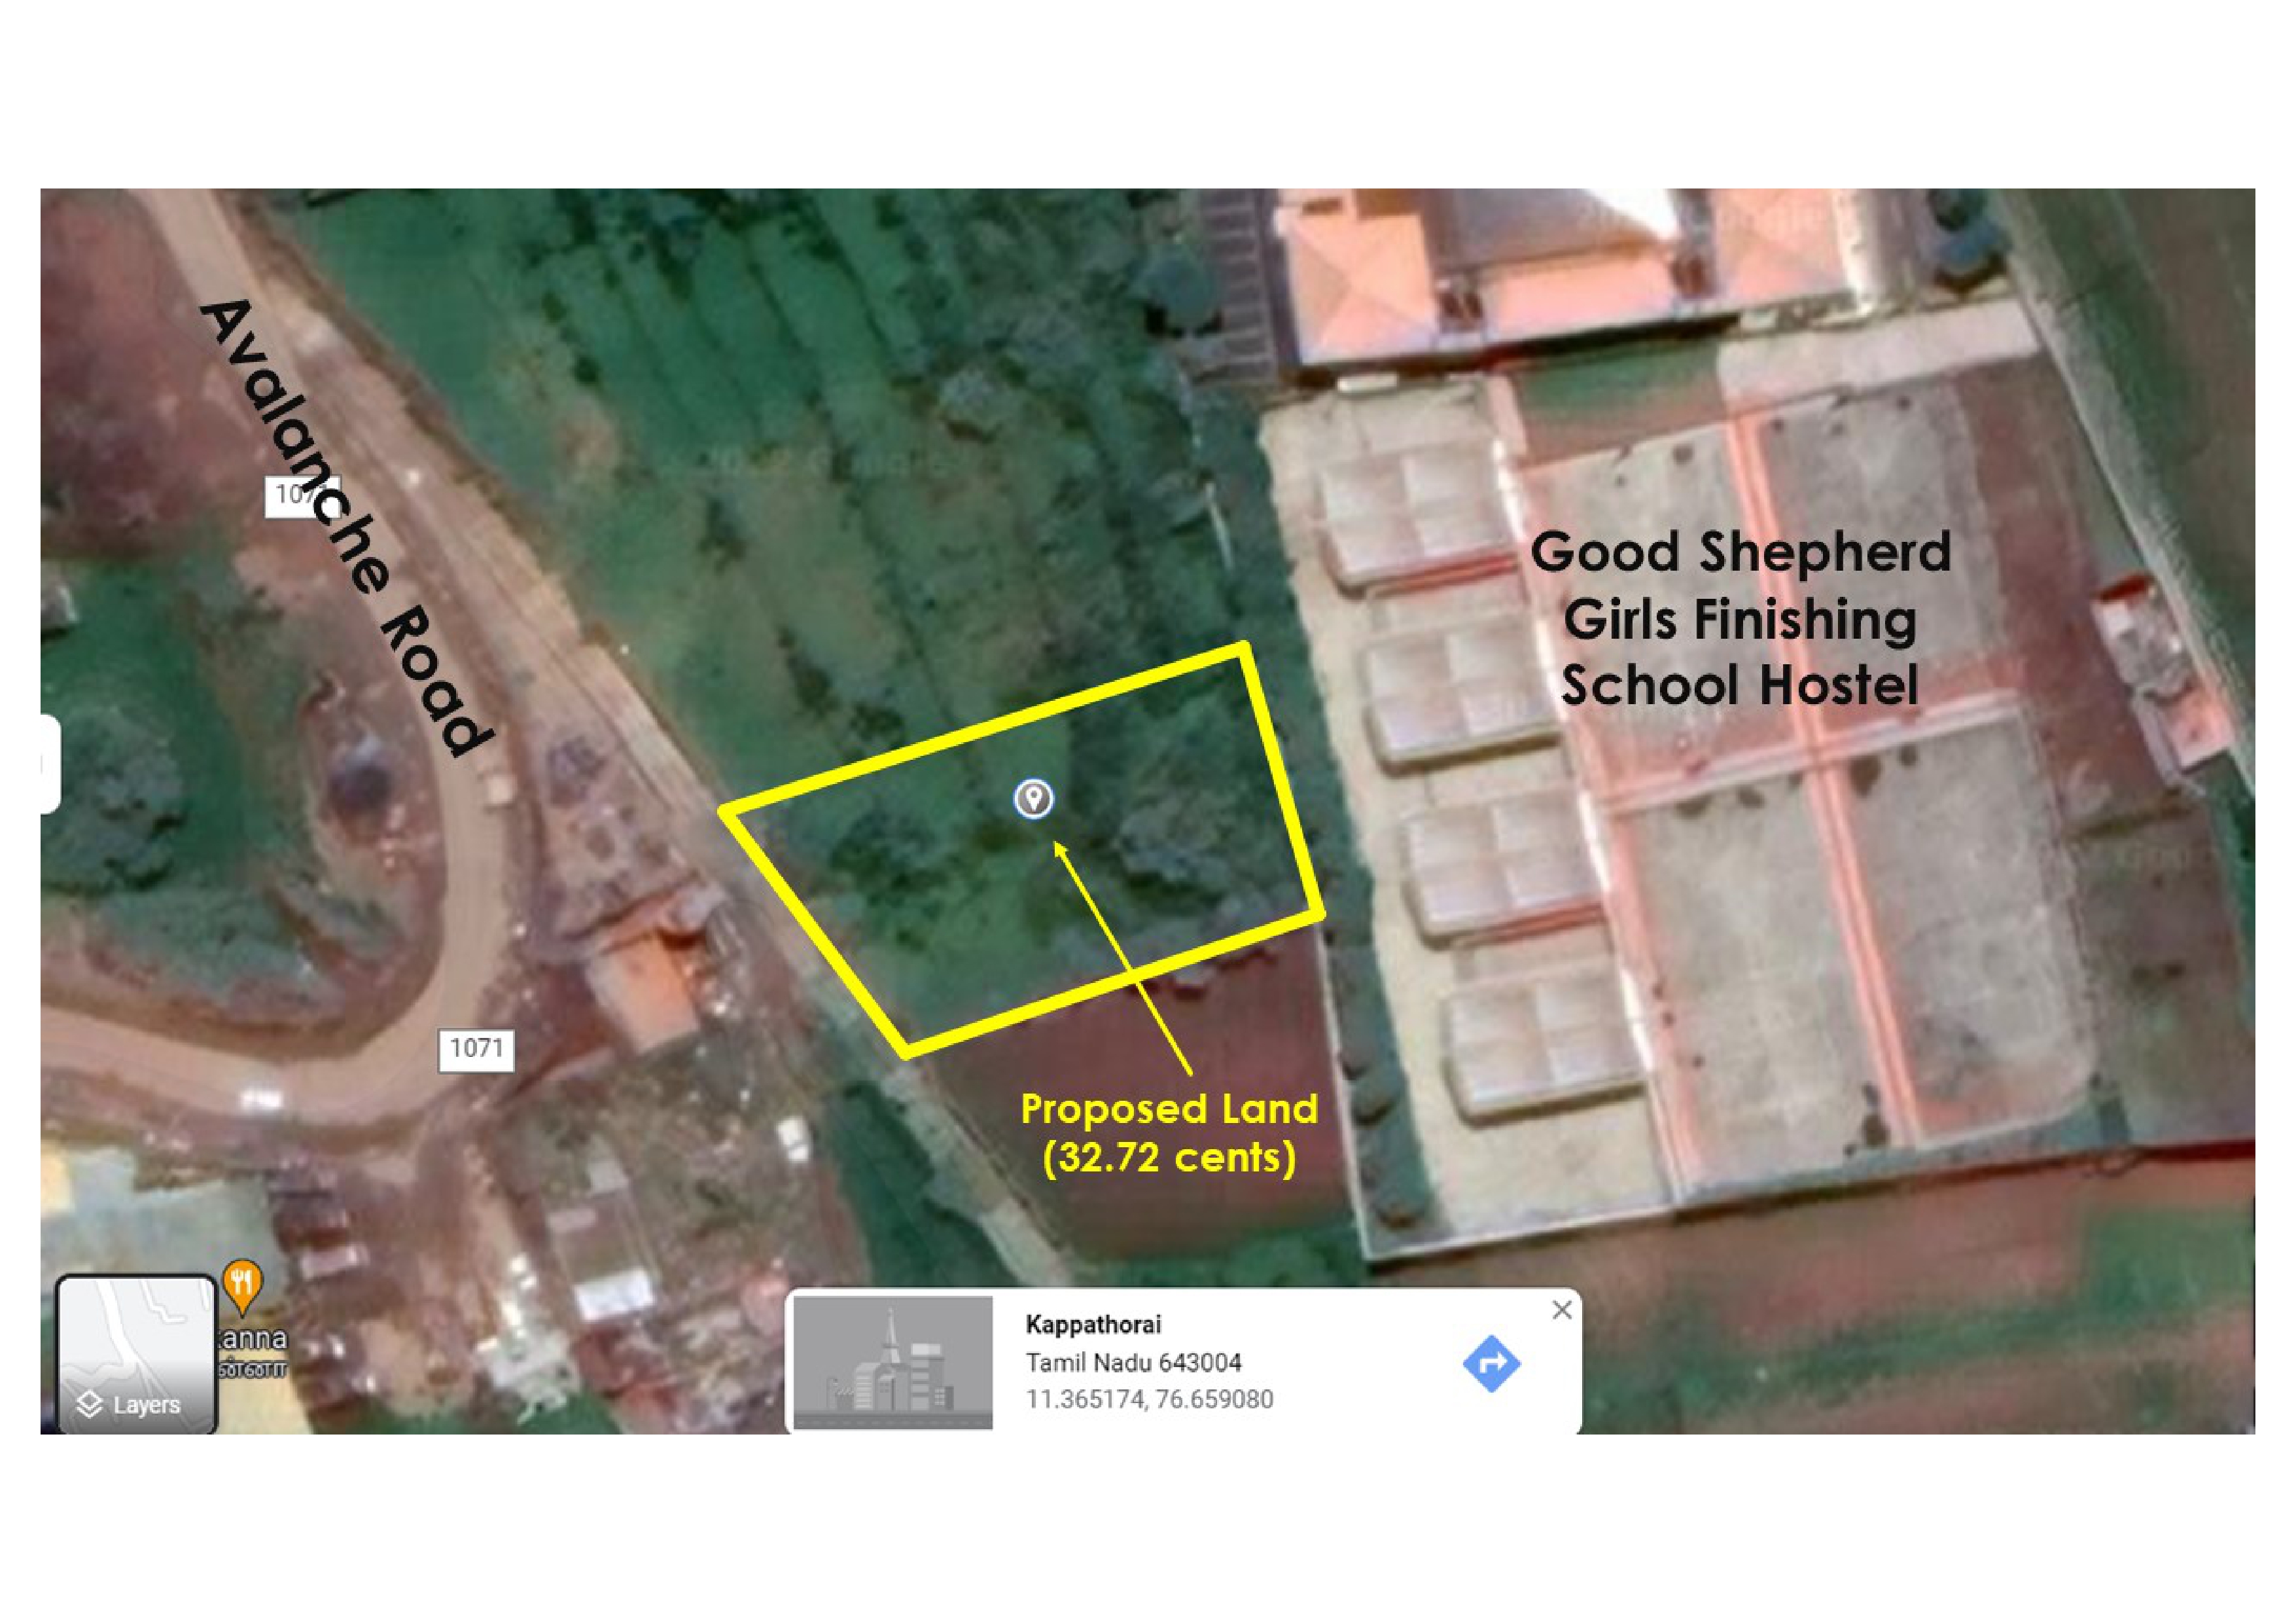 Avalanche Road
1071
Good Shepherd
Girls Finishing
School Hostel
1071
Proposed Land
(32.72 cents)
Kappathorai
Tamil Nadu 643004
11.365174, 76.659080
Layers